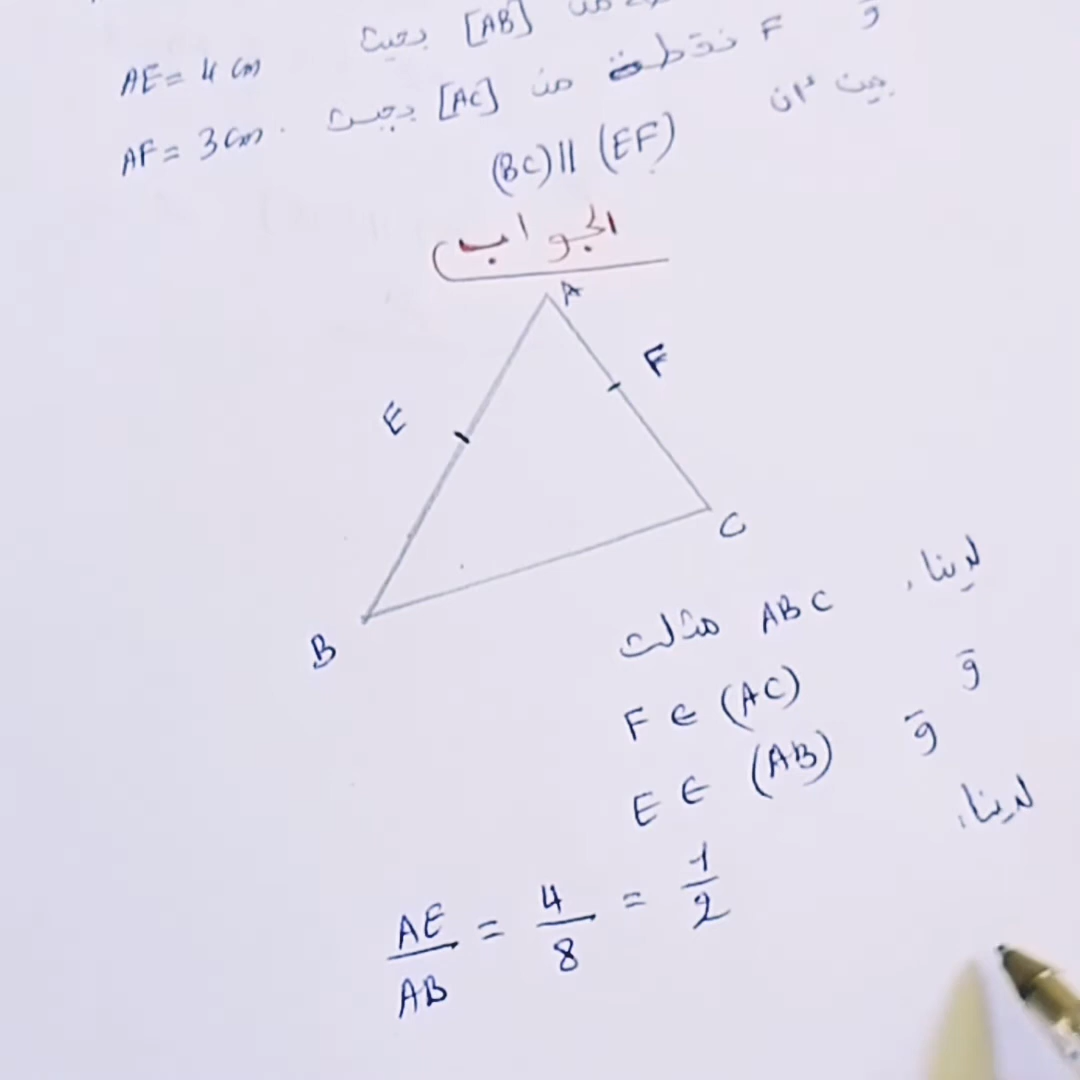 من [AB] بحيث AE = 4 cm
و F نقطة من [AC] بحيث AF = 3 cm.
بين أن
(BC) || (EF)
الجواب
A
E
F
B
C
لدينا:
ABC مثلث
و F ∈ (AC)
و E ∈ (AB)
لدينا:
AE/AB = 4/8 = 1/2